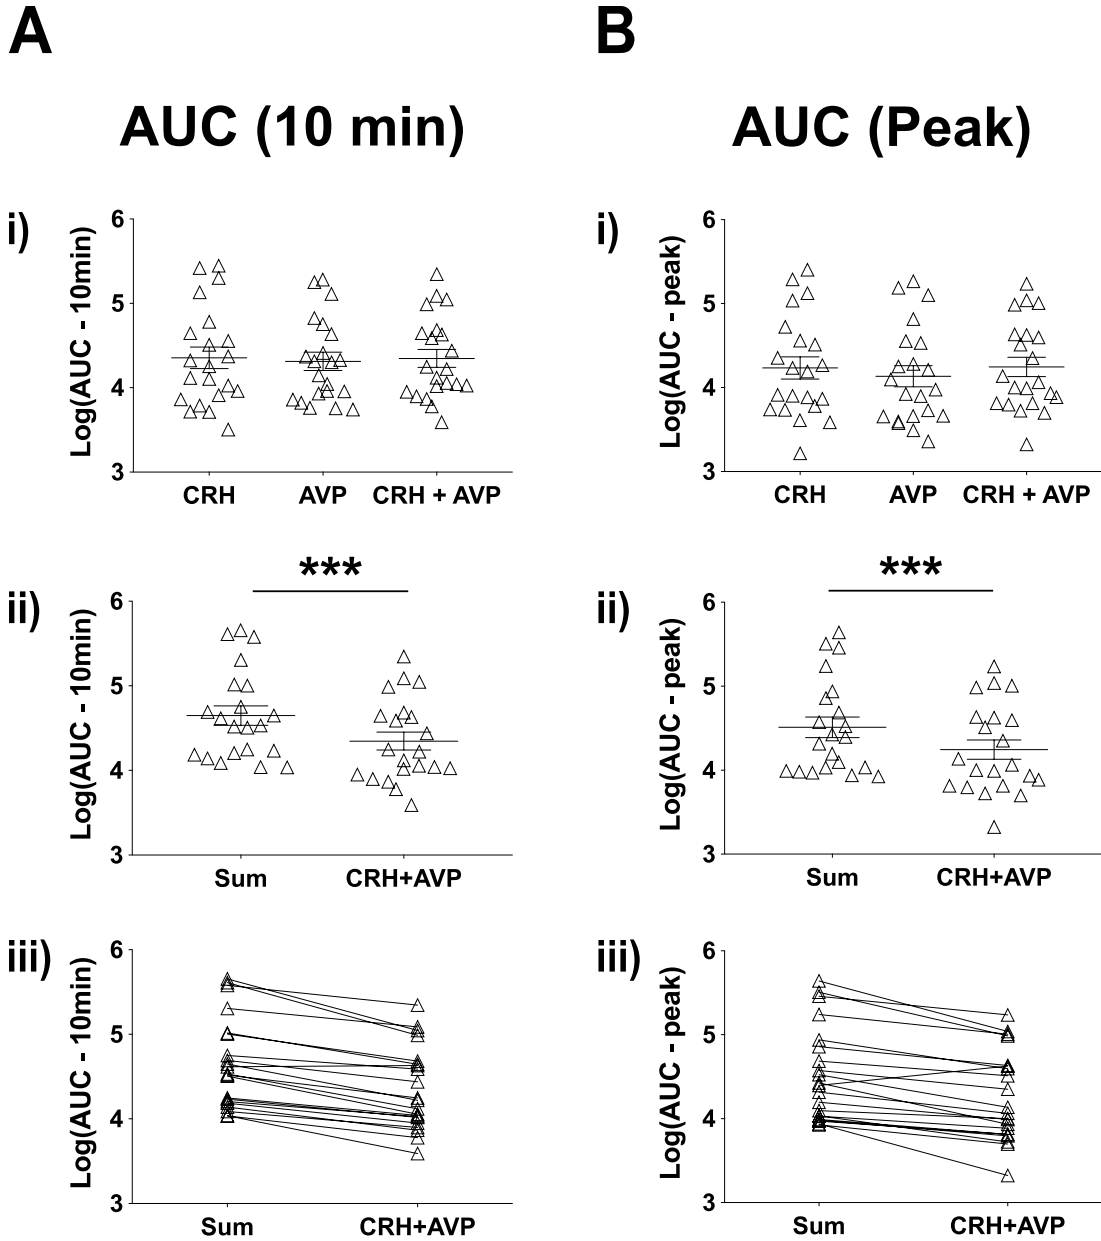 A
B
AUC (10 min)
AUC (Peak)
i)
Log(AUC - 10min)
6
5
4
3
CRH
AVP
CRH + AVP
i)
Log(AUC - peak)
6
5
4
3
CRH
AVP
CRH + AVP
ii)
Log(AUC - 10min)
6
5
4
3
***
Sum
CRH+AVP
ii)
Log(AUC - peak)
6
5
4
3
***
Sum
CRH+AVP
iii)
Log(AUC - 10min)
6
5
4
3
Sum
CRH+AVP
iii)
Log(AUC - peak)
6
5
4
3
Sum
CRH+AVP